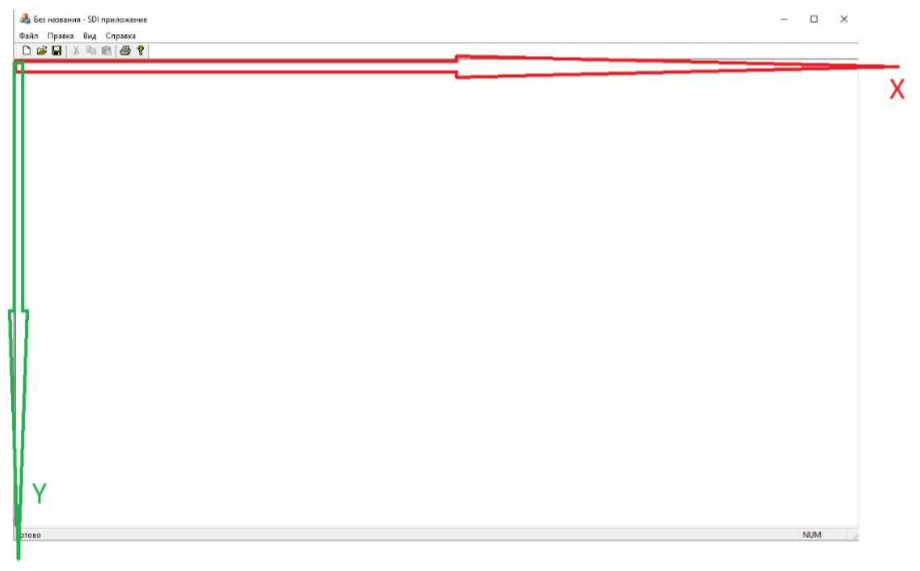 Без названия - SDI приложение
Файл Правка Вид Справка
X
Y
отово
NUM